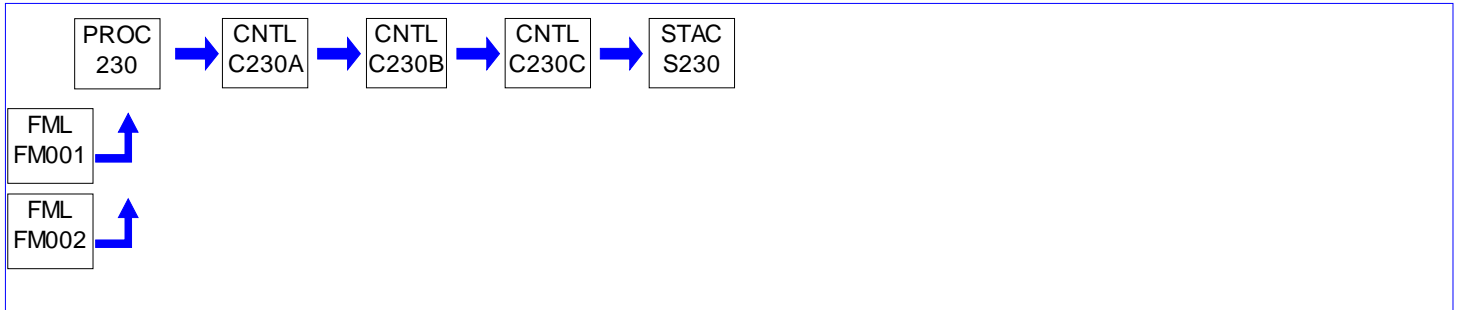 PROC
230
CNTL
C230A
CNTL
C230B
CNTL
C230C
STAC
S230
FML
FM001
FML
FM002